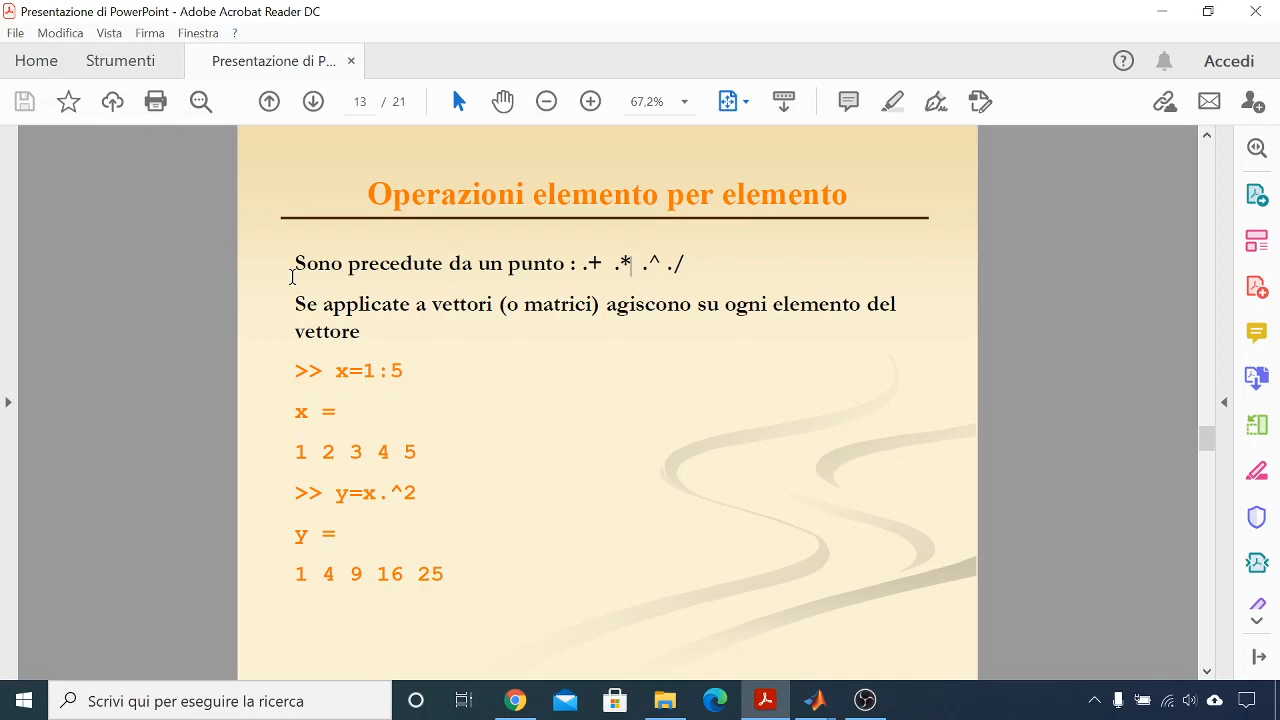 Presentazione di PowerPoint - Adobe Acrobat Reader DC
File Modifica Vista Firma Finestra ?
Home Strumenti Presentazione di P... × Accedi
13 / 21 67,2%
Operazioni elemento per elemento
Sono precedute da un punto : .+ .* .^ ./
Se applicate a vettori (o matrici) agiscono su ogni elemento del
vettore
>> x=1:5
x =
1 2 3 4 5
>> y=x.^2
y =
1 4 9 16 25
Scrivi qui per eseguire la ricerca